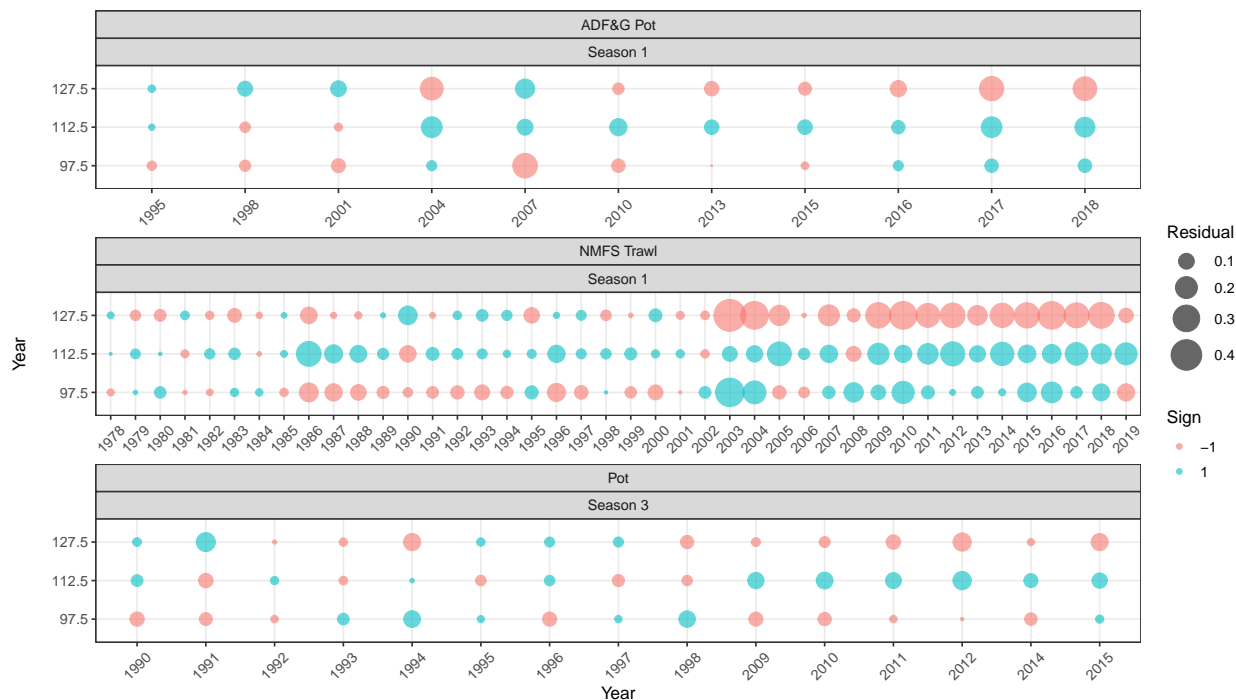 ADF&G Pot
Season 1
127.5
112.5
97.5
1995 1998 2001 2004 2007 2010 2013 2015 2016 2017 2018
NMFS Trawl
Season 1
127.5
112.5
97.5
1978 1979 1980 1981 1982 1983 1984 1985 1986 1987 1988 1989 1990 1991 1992 1993 1994 1995 1996 1997 1998 1999 2000 2001 2002 2003 2004 2005 2006 2007 2008 2009 2010 2011 2012 2013 2014 2015 2016 2017 2018 2019
Pot
Season 3
127.5
112.5
97.5
1990 1991 1992 1993 1994 1995 1996 1997 1998 2009 2010 2011 2012 2014 2015
Year
Year
Residual
0.1
0.2
0.3
0.4
Sign
−1
1